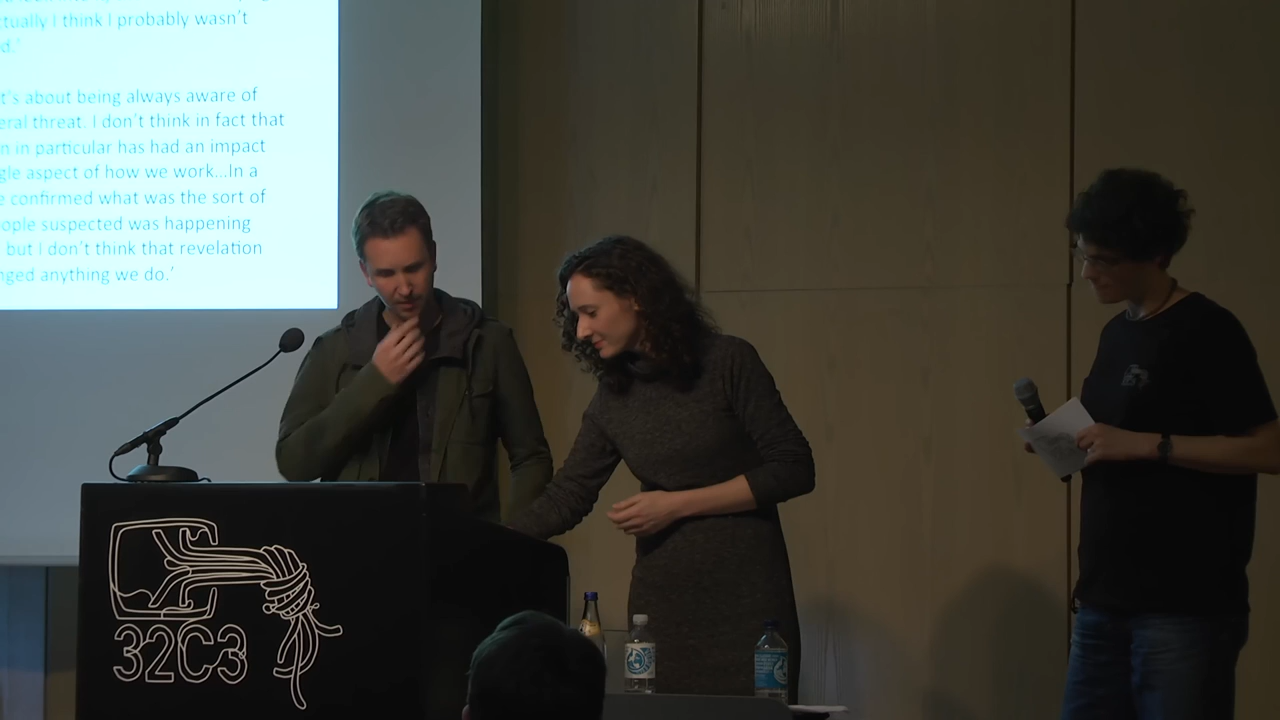 ctually I think I probably wasn't
d.'
t's about being always aware of
eral threat. I don't think in fact that
n in particular has had an impact
gle aspect of how we work...In a
e confirmed what was the sort of
ople suspected was happening
but I don't think that revelation
nged anything we do.'
32C3